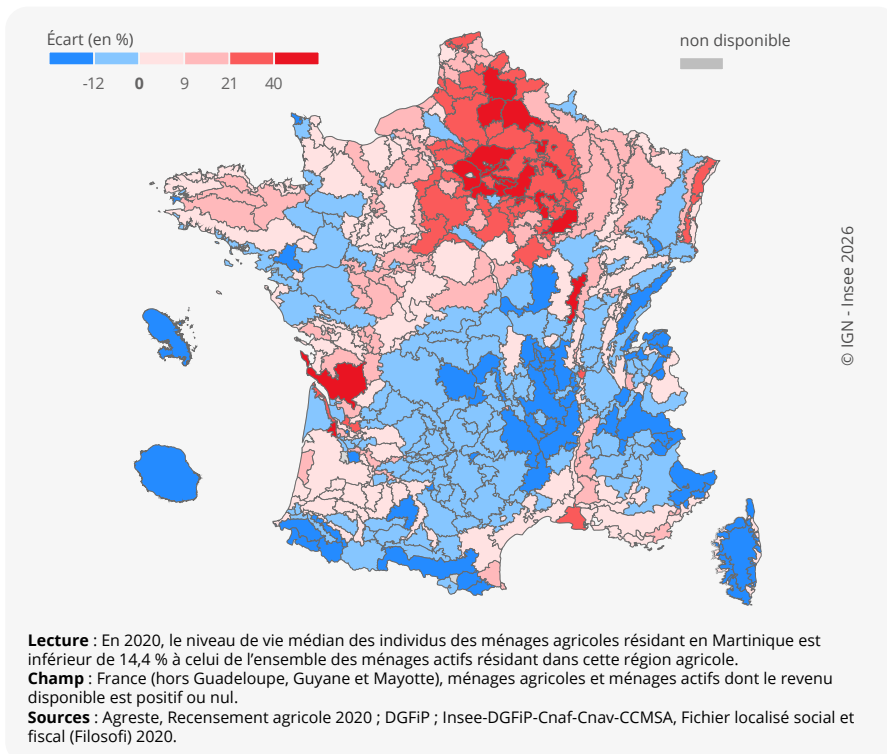 Écart (en %)
-12 0 9 21 40
non disponible
© IGN - Insee 2026
Lecture : En 2020, le niveau de vie médian des individus des ménages agricoles résidant en Martinique est
inférieur de 14,4 % à celui de l’ensemble des ménages actifs résidant dans cette région agricole.
Champ : France (hors Guadeloupe, Guyane et Mayotte), ménages agricoles et ménages actifs dont le revenu
disponible est positif ou nul.
Sources : Agreste, Recensement agricole 2020 ; DGFiP ; Insee-DGFiP-Cnaf-Cnav-CCMSA, Fichier localisé social et
fiscal (Filosofi) 2020.